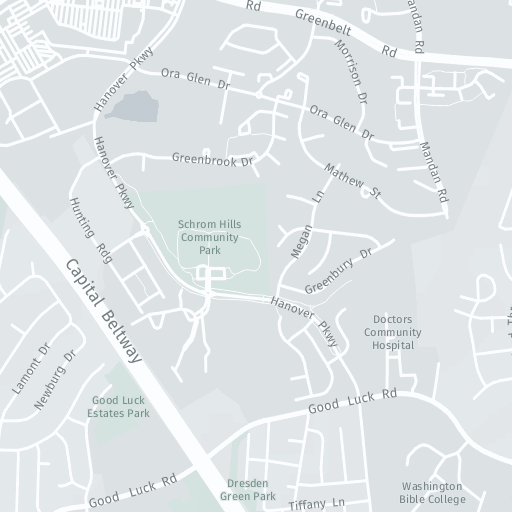 Rd
Greenbelt
Rd
Mandan Rd
Hanover Pkwy
Morrison Dr
Ora Glen Dr
Ora Glen Dr
Greenbrook Dr
Mathew St
Mandan Rd
Hanover Pkwy
Hunting Rdg
Schrom Hills
Community
Park
Megan Ln
Greenbury Dr
Capital Beltway
Hanover Pkwy
Doctors
Community
Hospital
Lamont Dr
Newburg Dr
Good Luck
Estates Park
Good Luck Rd
Good Luck Rd
Dresden
Green Park
Tiffany Ln
Washington
Bible College